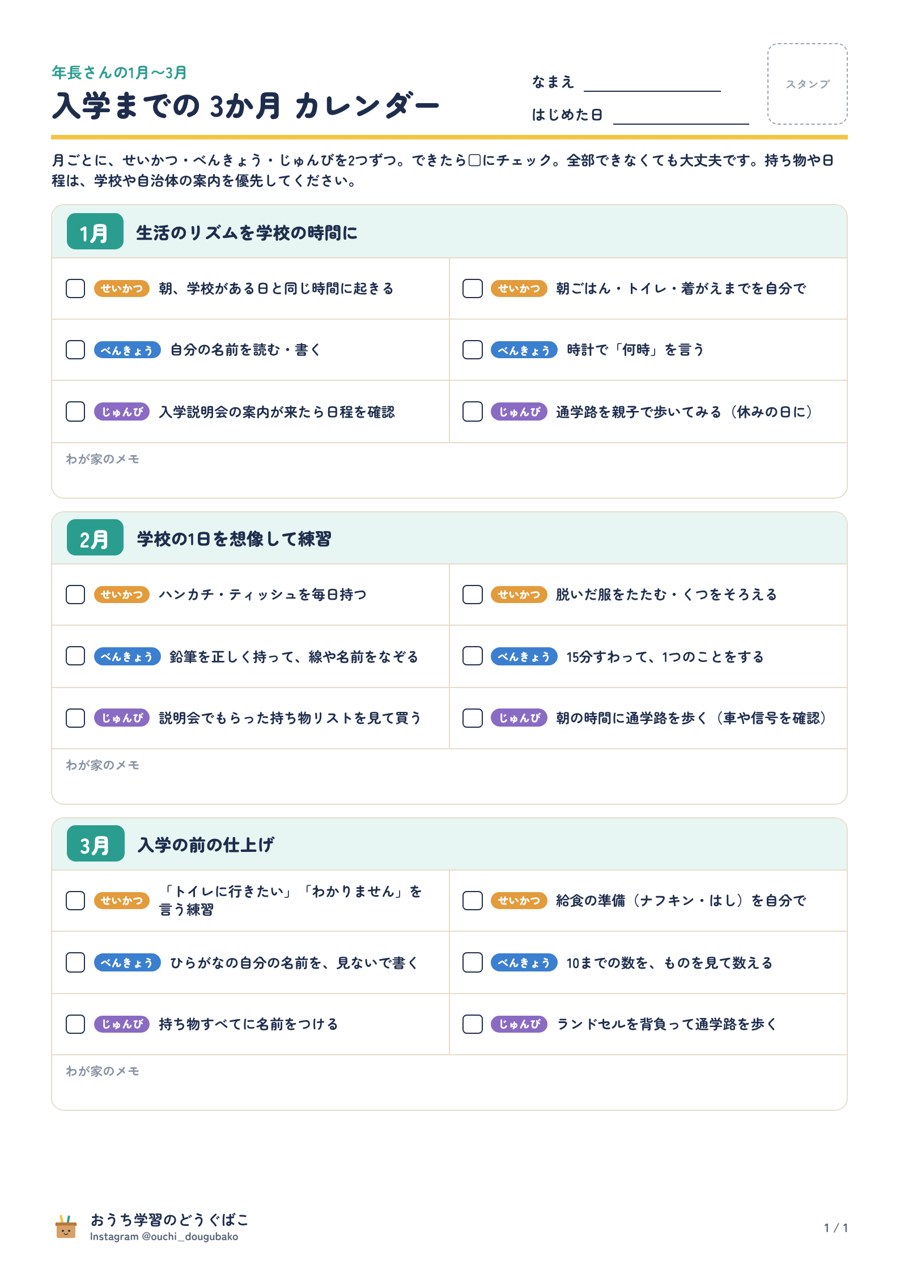 年長さんの1月〜3月
入学までの 3か月 カレンダー
なまえ
はじめた日
スタンプ
月ごとに、せいかつ・べんきょう・じゅんびを2つずつ。できたら□にチェック。全部できなくても大丈夫です。持ち物や日
程は、学校や自治体の案内を優先してください。
1月 生活のリズムを学校の時間に
せいかつ 朝、学校がある日と同じ時間に起きる
せいかつ 朝ごはん・トイレ・着がえまでを自分で
べんきょう 自分の名前を読む・書く
べんきょう 時計で「何時」を言う
じゅんび 入学説明会の案内が来たら日程を確認
じゅんび 通学路を親子で歩いてみる（休みの日に）
わが家のメモ
2月 学校の1日を想像して練習
せいかつ ハンカチ・ティッシュを毎日持つ
せいかつ 脱いだ服をたたむ・くつをそろえる
べんきょう 鉛筆を正しく持って、線や名前をなぞる
べんきょう 15分すわって、1つのことをする
じゅんび 説明会でもらった持ち物リストを見て買う
じゅんび 朝の時間に通学路を歩く（車や信号を確認）
わが家のメモ
3月 入学の前の仕上げ
せいかつ 「トイレに行きたい」「わかりません」を
言う練習
せいかつ 給食の準備（ナフキン・はし）を自分で
べんきょう ひらがなの自分の名前を、見ないで書く
べんきょう 10までの数を、ものを見て数える
じゅんび 持ち物すべてに名前をつける
じゅんび ランドセルを背負って通学路を歩く
わが家のメモ
おうち学習のどうぐばこ
Instagram @ouchi_dougubako
1 / 1